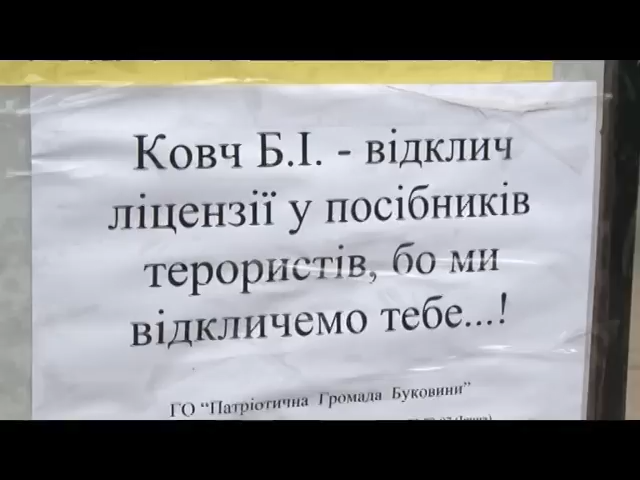 Ковч Б.І. - відклич
ліцензії у посібників
терористів, бо ми
відкличемо тебе...!
ГО “Патріотична Громада Буковини”